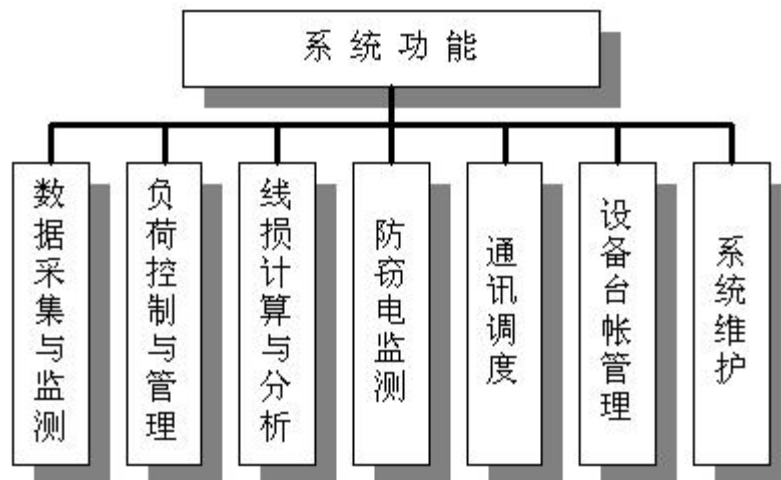 系统功能
数据采集与监测
负荷控制与管理
线损计算与分析
防窃电监测
通讯调度
设备台帐管理
系统维护